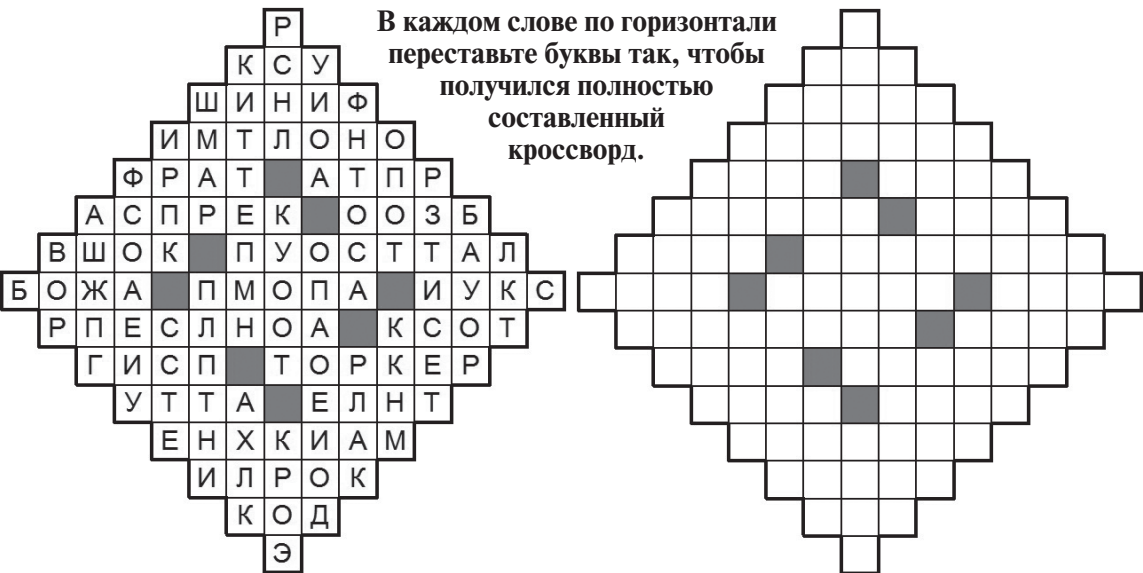 В каждом слове по горизонтали
переставьте буквы так, чтобы
получился полностью
составленный
кроссворд.
Р
К С У
Ш И Н И Ф
И М Т Л О Н О
Ф Р А Т А Т П Р
А С П Р Е К О О З Б
В Ш О К П У О С Т Т А Л
Б О Ж А П М О П А И У К С
Р П Е С Л Н О А К С О Т
Г И С П Т О Р К Е Р
У Т Т А Е Л Н Т
Е Н Х К И А М
И Л Р О К
К О Д
Э